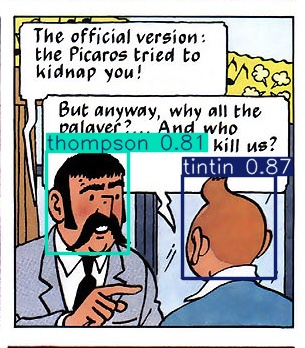 The official version:
the Picaros tried to
kidnap you!
But anyway, why all the
palaver?... And who
kill us?
thompson 0.81
tintin 0.87